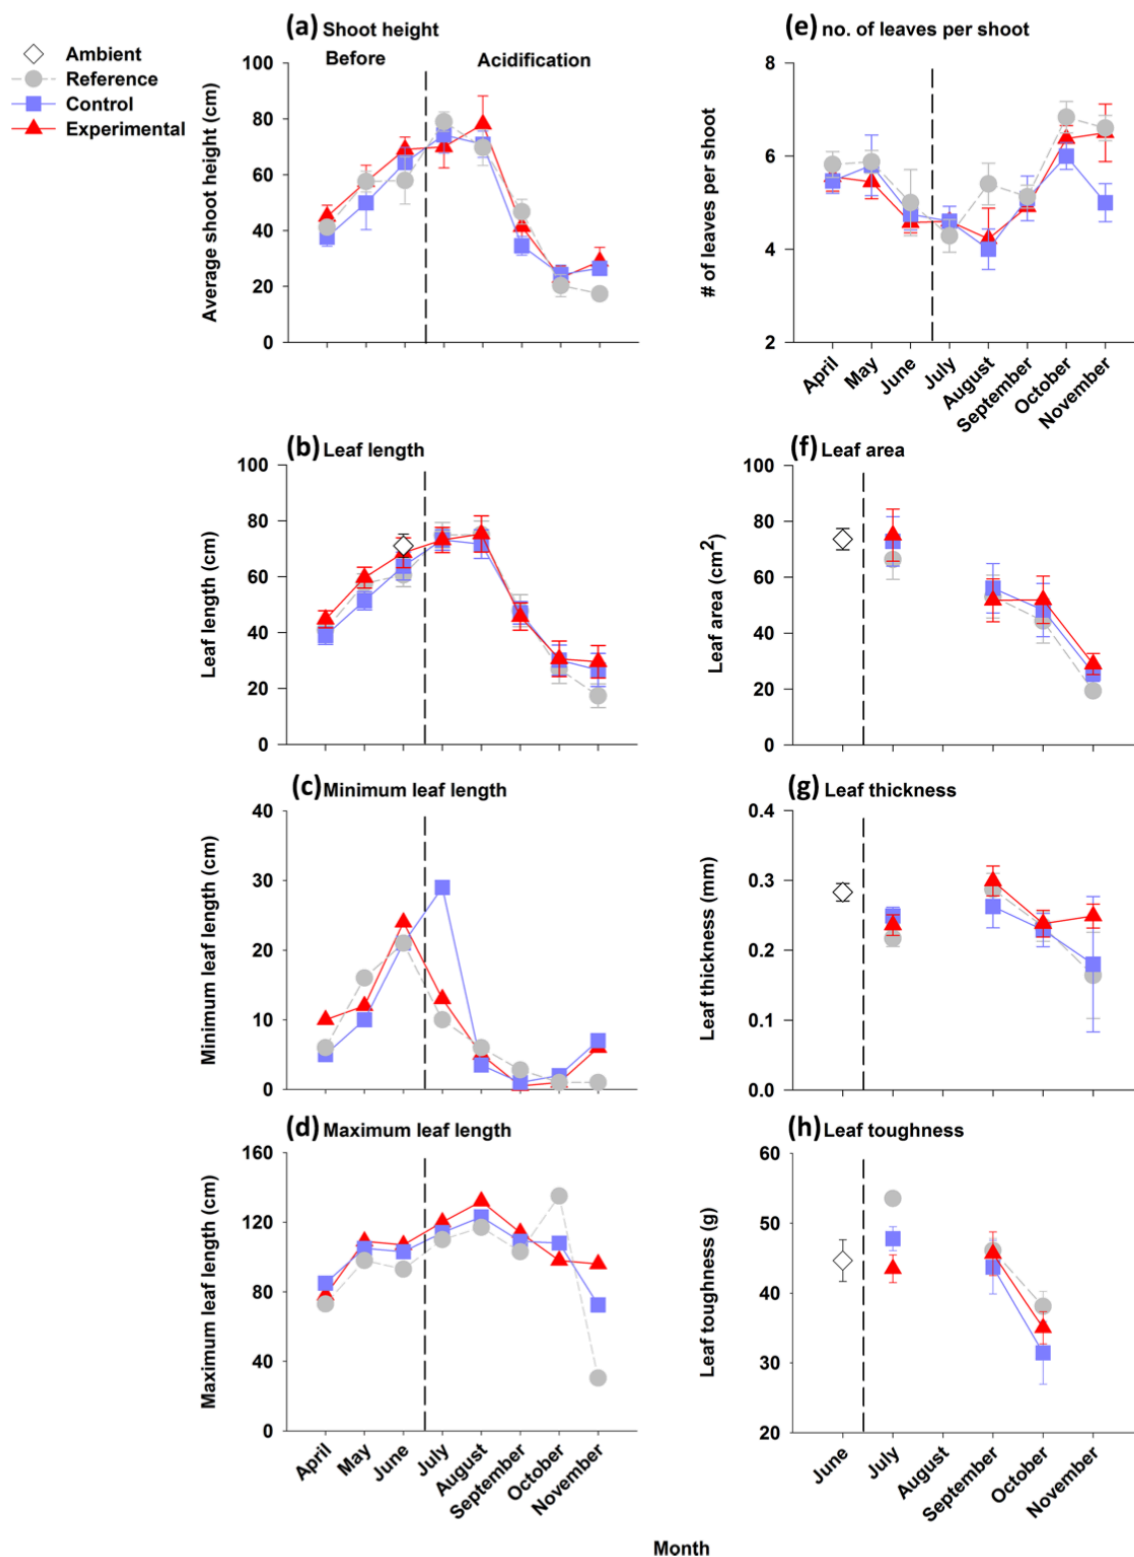 Ambient
Reference
Control
Experimental
(a) Shoot height
Before
Acidification
Average shoot height (cm)
100
80
60
40
20
0
(e) no. of leaves per shoot
# of leaves per shoot
8
6
4
2
April
May
June
July
August
September
October
November
(b) Leaf length
Leaf length (cm)
100
80
60
40
20
0
(f) Leaf area
Leaf area (cm²)
100
80
60
40
20
0
(c) Minimum leaf length
Minimum leaf length (cm)
40
30
20
10
0
(g) Leaf thickness
Leaf thickness (mm)
0.4
0.3
0.2
0.1
0.0
(d) Maximum leaf length
Maximum leaf length (cm)
160
120
80
40
0
April
May
June
July
August
September
October
November
(h) Leaf toughness
Leaf toughness (g)
60
50
40
30
20
June
July
August
September
October
November
Month